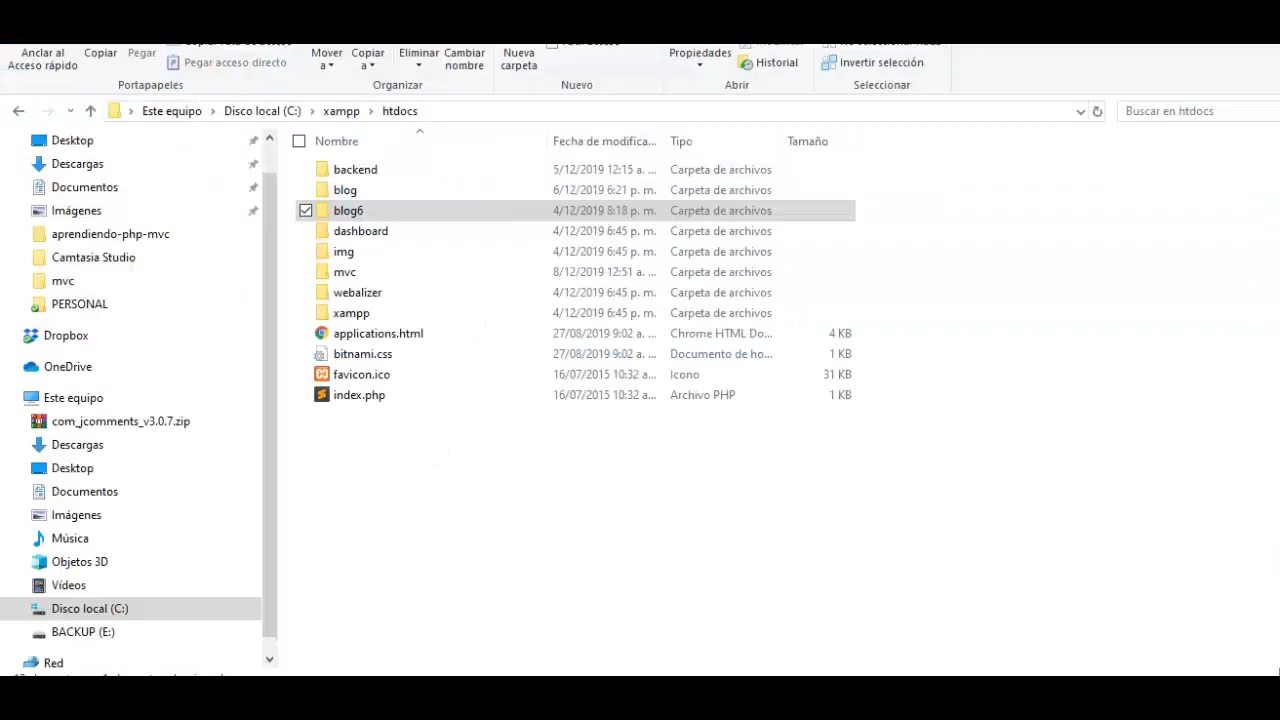 Anclar al Acceso rápido
Copiar
Pegar
Pegar acceso directo
Mover a
Copiar a
Eliminar
Cambiar nombre
Nueva carpeta
Propiedades
Historial
Invertir selección
Portapapeles
Organizar
Nuevo
Abrir
Seleccionar
Este equipo > Disco local (C:) > xampp > htdocs
Buscar en htdocs
Desktop
Descargas
Documentos
Imágenes
aprendiendo-php-mvc
Camtasia Studio
mvc
PERSONAL
Dropbox
OneDrive
Este equipo
com_jcomments_v3.0.7.zip
Descargas
Desktop
Documentos
Imágenes
Música
Objetos 3D
Vídeos
Disco local (C:)
BACKUP (E:)
Red
Nombre Fecha de modifica... Tipo Tamaño
backend 5/12/2019 12:15 a. ... Carpeta de archivos
blog 6/12/2019 6:21 p. m. Carpeta de archivos
blog6 4/12/2019 8:18 p. m. Carpeta de archivos
dashboard 4/12/2019 6:45 p. m. Carpeta de archivos
img 4/12/2019 6:45 p. m. Carpeta de archivos
mvc 8/12/2019 12:51 a. ... Carpeta de archivos
webalizer 4/12/2019 6:45 p. m. Carpeta de archivos
xampp 4/12/2019 6:45 p. m. Carpeta de archivos
applications.html 27/08/2019 9:02 a. ... Chrome HTML Do... 4 KB
bitnami.css 27/08/2019 9:02 a. ... Documento de ho... 1 KB
favicon.ico 16/07/2015 10:32 a... Icono 31 KB
index.php 16/07/2015 10:32 a... Archivo PHP 1 KB